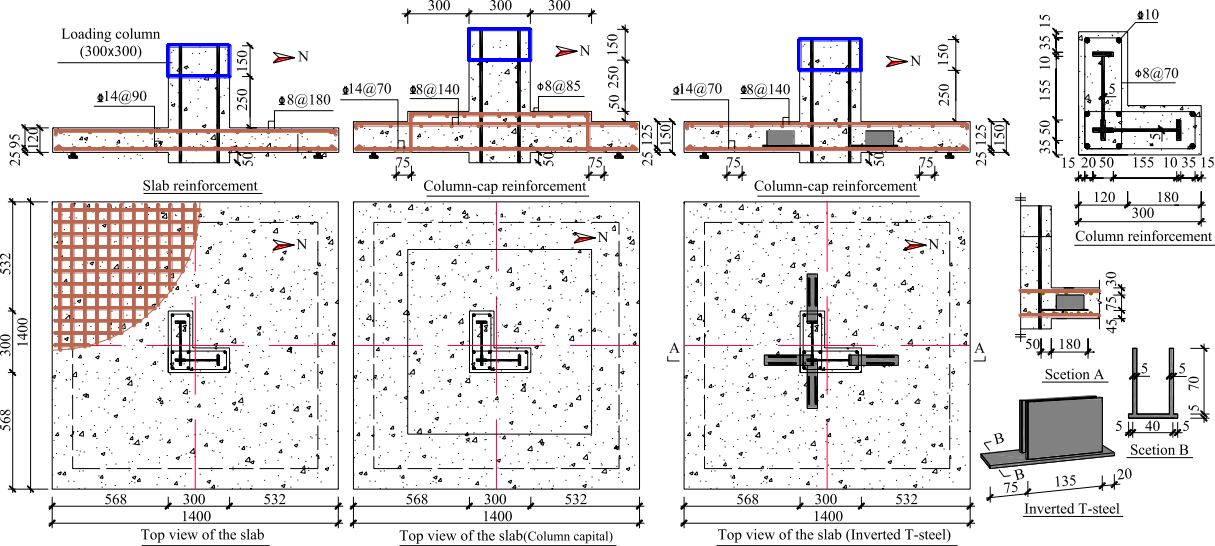 Loading column
(300x300)
N
150
250
Φ14@90
Φ8@180
25
95
120
50
Slab reinforcement
300
300
300
N
150
250
50
Φ14@70
Φ8@140
Φ8@85
125
150
25
75
50
75
Column-cap reinforcement
N
150
250
Φ14@70
Φ8@140
125
150
25
75
50
75
Column-cap reinforcement
Φ10
15
35
10
155
50
35
Φ8@70
5
5
15
20
50
155
10
35
15
120
180
300
Column reinforcement
N
532
300
568
1400
568
300
532
1400
Top view of the slab
N
568
300
532
1400
Top view of the slab(Column capital)
N
A
A
568
300
532
1400
Top view of the slab (Inverted T-steel)
30
75
45
50
180
Scetion A
5
5
70
5
5
40
5
Scetion B
B
B
75
135
20
Inverted T-steel